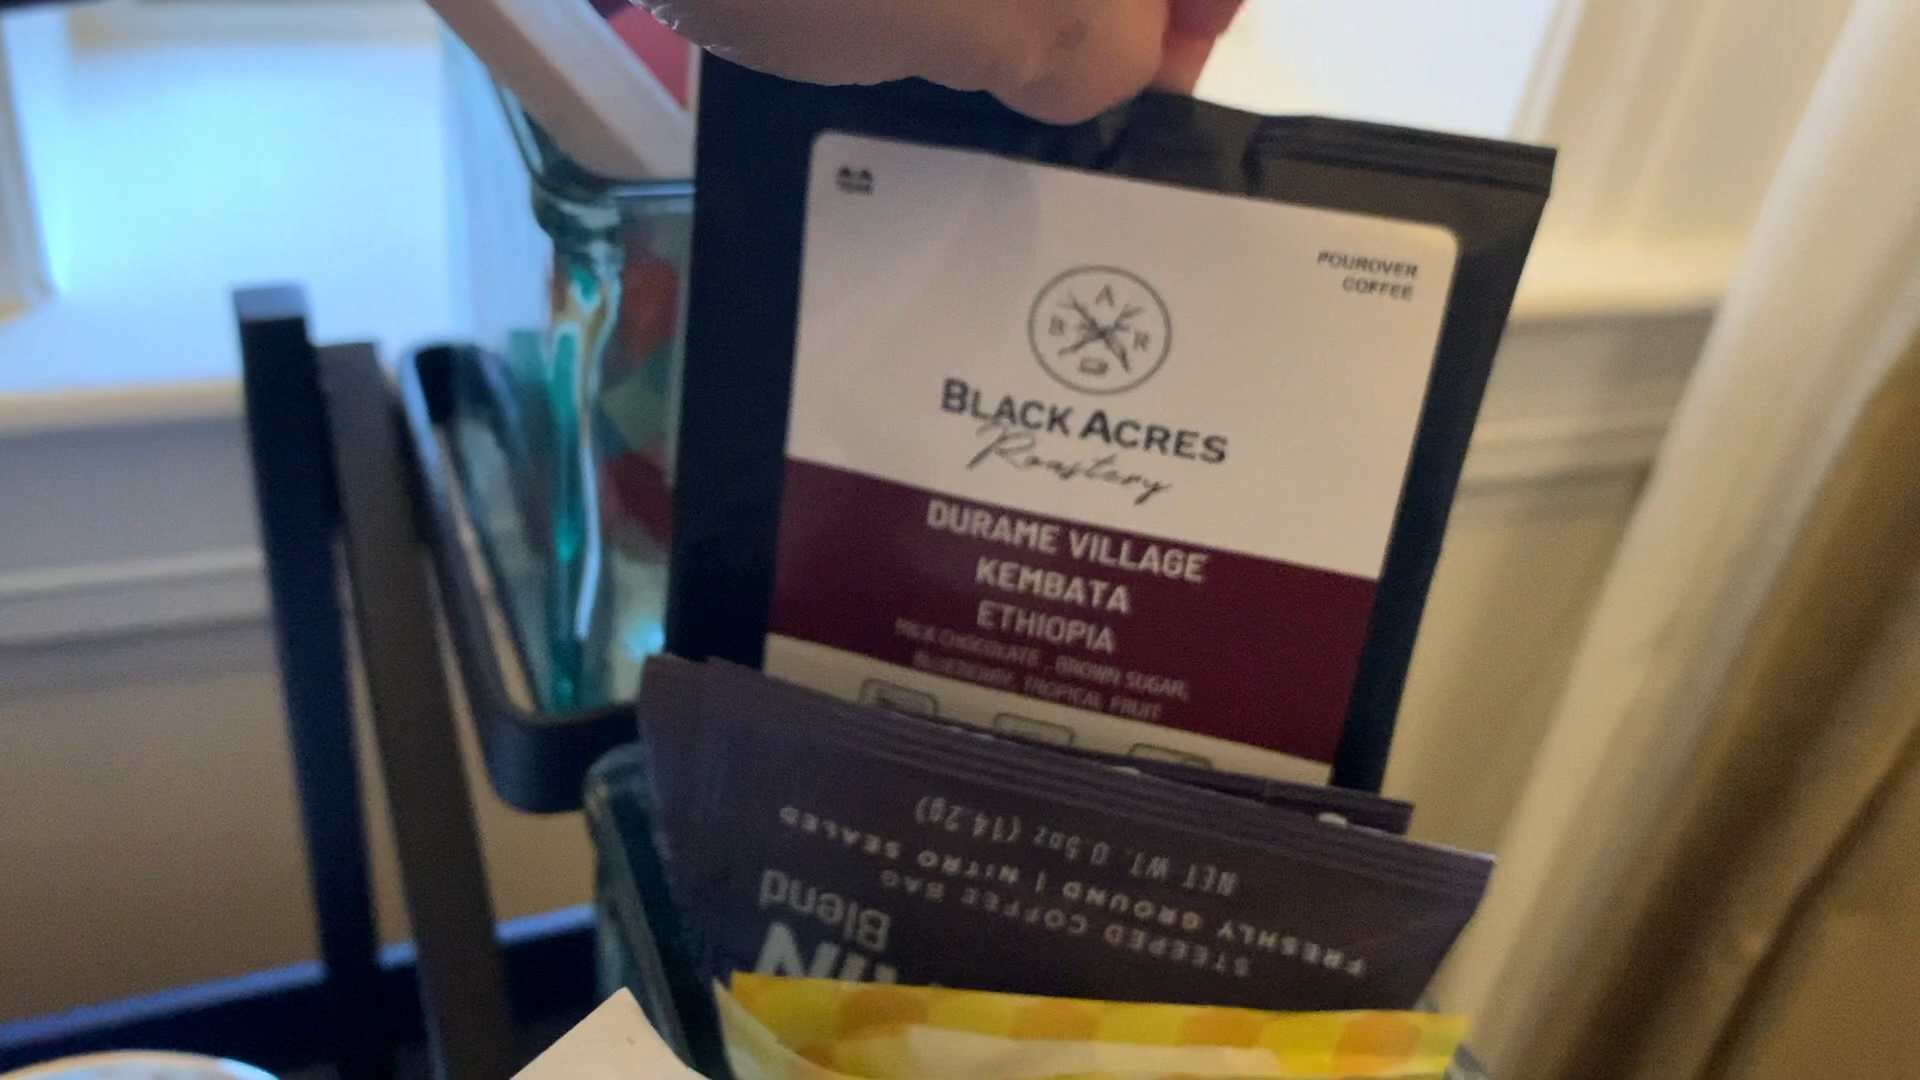 POUROVER
COFFEE
A
B R
BLACK ACRES
Roastery
DURAME VILLAGE
KEMBATA
ETHIOPIA
MILK CHOCOLATE, BROWN SUGAR,
BLUEBERRY, TROPICAL FRUIT
NET WT. 0.5oz (14.2g)
FRESHLY GROUND | NITRO SEALED
STEEPED COFFEE BAG
Blend